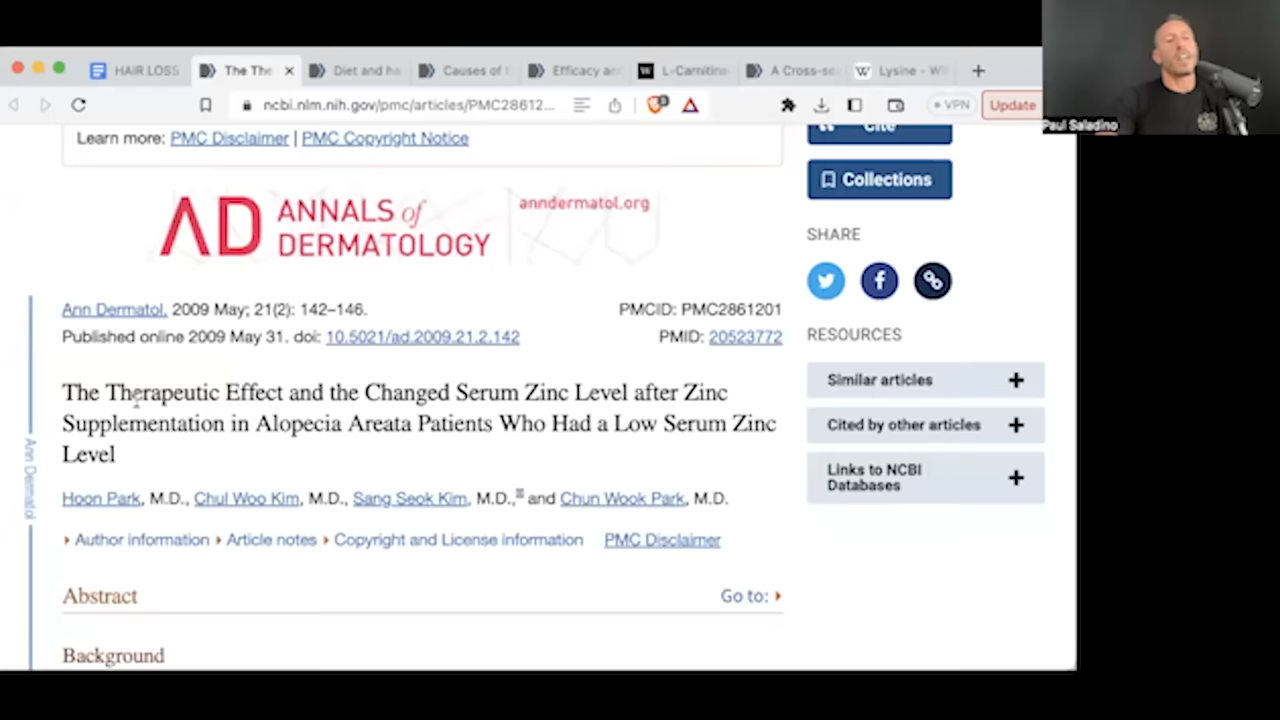 HAIR LOSS
The The
Diet and ha
Causes of
Efficacy an
L-Carnitine
A Cross-se
Lysine - W
ncbi.nlm.nih.gov/pmc/articles/PMC28612...
VPN
Update
Paul Saladino
Learn more: PMC Disclaimer | PMC Copyright Notice
Cite
Collections
AD ANNALS of
DERMATOLOGY
anndermatol.org
SHARE
Ann Dermatol. 2009 May; 21(2): 142–146.
PMCID: PMC2861201
Published online 2009 May 31. doi: 10.5021/ad.2009.21.2.142
PMID: 20523772
RESOURCES
Similar articles
Cited by other articles
Links to NCBI
Databases
The Therapeutic Effect and the Changed Serum Zinc Level after Zinc
Supplementation in Alopecia Areata Patients Who Had a Low Serum Zinc
Level
Ann Dermatol
Hoon Park, M.D., Chul Woo Kim, M.D., Sang Seok Kim, M.D., and Chun Wook Park, M.D.
Author information Article notes Copyright and License information PMC Disclaimer
Abstract
Go to:
Background